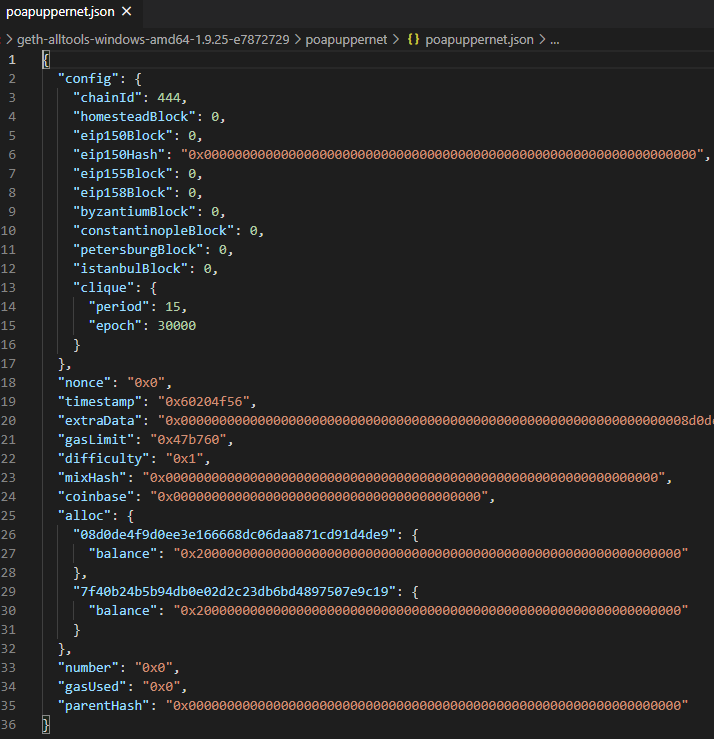 poapuppernet.json ×
> geth-alltools-windows-amd64-1.9.25-e7872729 > poapuppernet > {} poapuppernet.json > ...
1 {
2 "config": {
3 "chainId": 444,
4 "homesteadBlock": 0,
5 "eip150Block": 0,
6 "eip150Hash": "0x0000000000000000000000000000000000000000000000000000000000000000",
7 "eip155Block": 0,
8 "eip158Block": 0,
9 "byzantiumBlock": 0,
10 "constantinopleBlock": 0,
11 "petersburgBlock": 0,
12 "istanbulBlock": 0,
13 "clique": {
14 "period": 15,
15 "epoch": 30000
16 }
17 },
18 "nonce": "0x0",
19 "timestamp": "0x60204f56",
20 "extraData": "0x000000000000000000000000000000000000000000000000000000000000000008d0d
21 "gasLimit": "0x47b760",
22 "difficulty": "0x1",
23 "mixHash": "0x0000000000000000000000000000000000000000000000000000000000000000",
24 "coinbase": "0x0000000000000000000000000000000000000000",
25 "alloc": {
26 "08d0de4f9d0ee3e166668dc06daa871cd91d4de9": {
27 "balance": "0x200000000000000000000000000000000000000000000000000000000000000"
28 },
29 "7f40b24b5b94db0e02d2c23db6bd4897507e9c19": {
30 "balance": "0x200000000000000000000000000000000000000000000000000000000000000"
31 }
32 },
33 "number": "0x0",
34 "gasUsed": "0x0",
35 "parentHash": "0x0000000000000000000000000000000000000000000000000000000000000000"
36 }